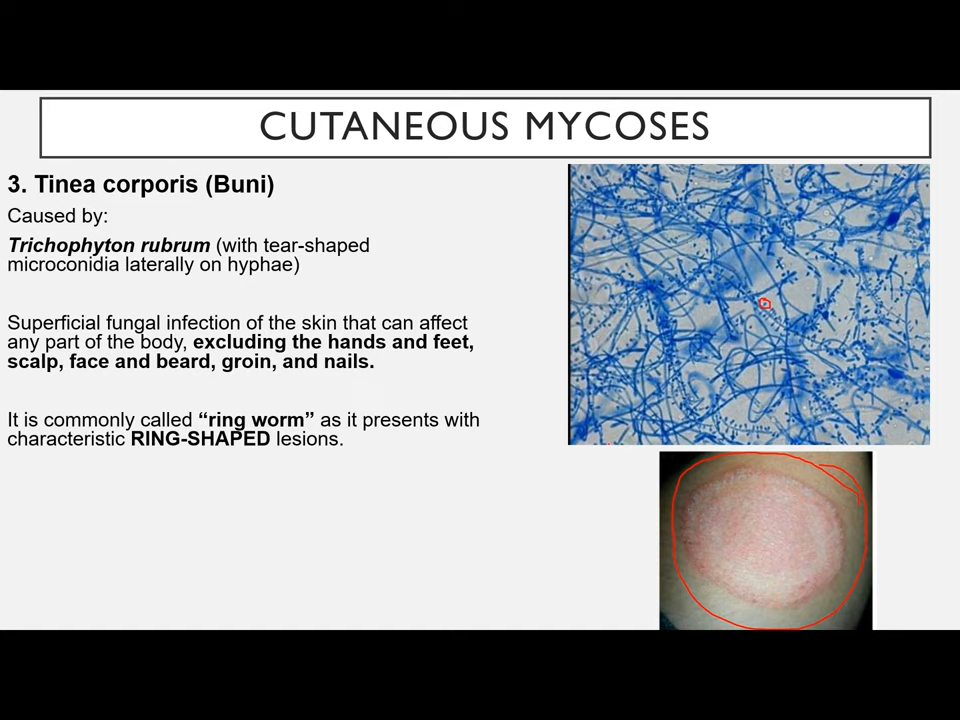 CUTANEOUS MYCOSES
3. Tinea corporis (Buni)
Caused by:
Trichophyton rubrum (with tear-shaped
microconidia laterally on hyphae)
Superficial fungal infection of the skin that can affect
any part of the body, excluding the hands and feet,
scalp, face and beard, groin, and nails.
It is commonly called “ring worm” as it presents with
characteristic RING-SHAPED lesions.